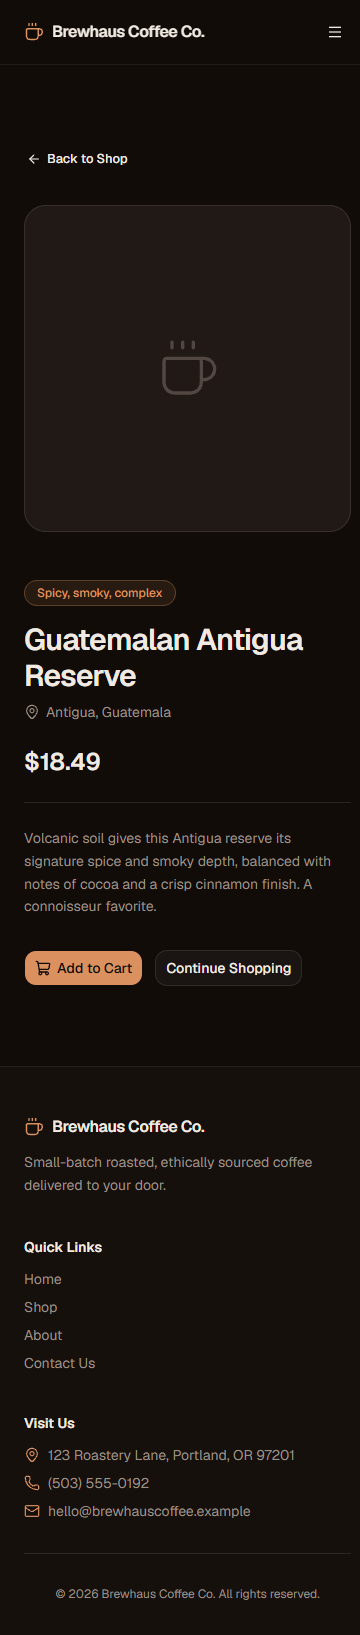 Brewhaus Coffee Co.
Back to Shop
Spicy, smoky, complex
Guatemalan Antigua
Reserve
Antigua, Guatemala
$18.49
Volcanic soil gives this Antigua reserve its
signature spice and smoky depth, balanced with
notes of cocoa and a crisp cinnamon finish. A
connoisseur favorite.
Add to Cart
Continue Shopping
Brewhaus Coffee Co.
Small-batch roasted, ethically sourced coffee
delivered to your door.
Quick Links
Home
Shop
About
Contact Us
Visit Us
123 Roastery Lane, Portland, OR 97201
(503) 555-0192
hello@brewhauscoffee.example
© 2026 Brewhaus Coffee Co. All rights reserved.